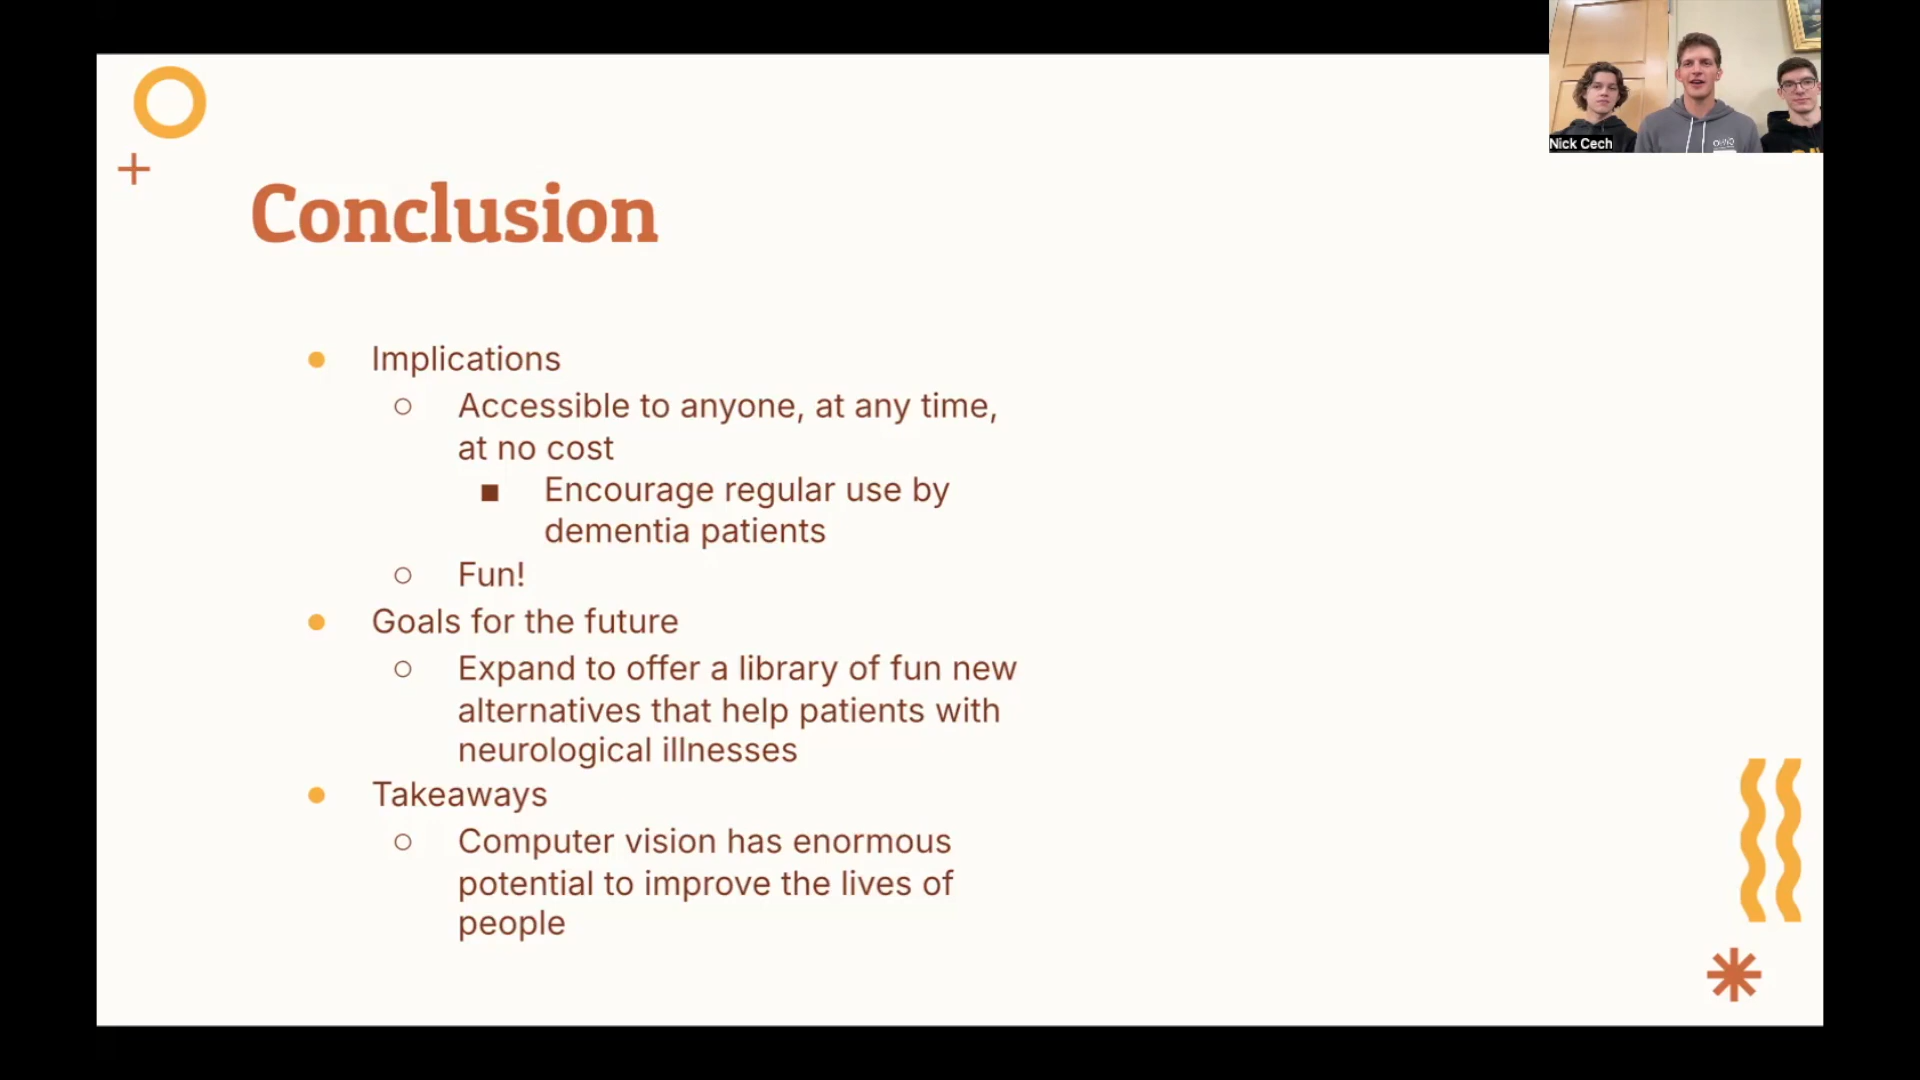 Nick Cech
Conclusion
Implications
Accessible to anyone, at any time,
at no cost
Encourage regular use by
dementia patients
Fun!
Goals for the future
Expand to offer a library of fun new
alternatives that help patients with
neurological illnesses
Takeaways
Computer vision has enormous
potential to improve the lives of
people